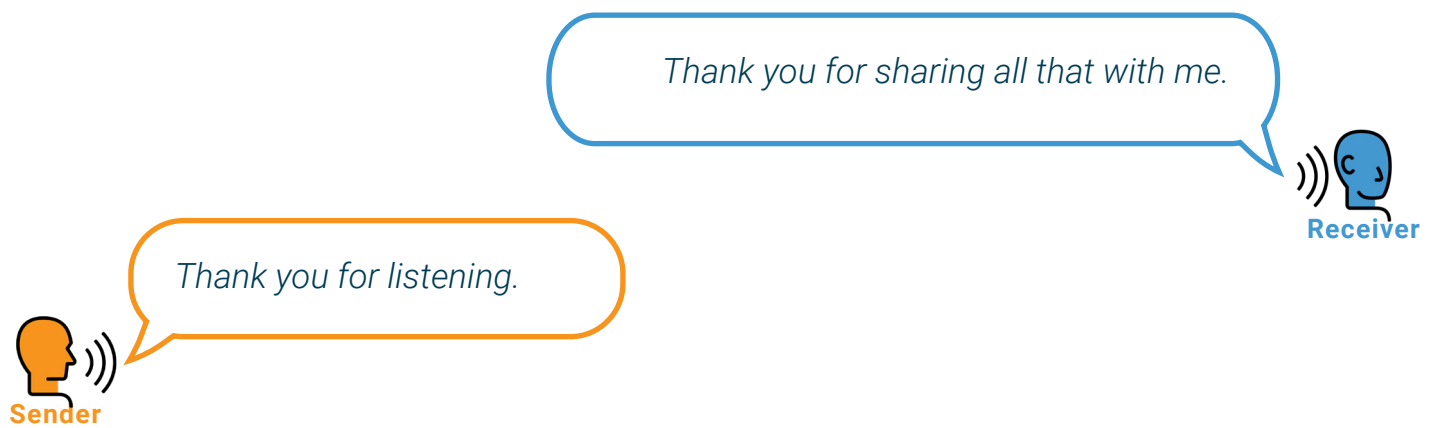 Thank you for sharing all that with me.
Receiver
Thank you for listening.
Sender